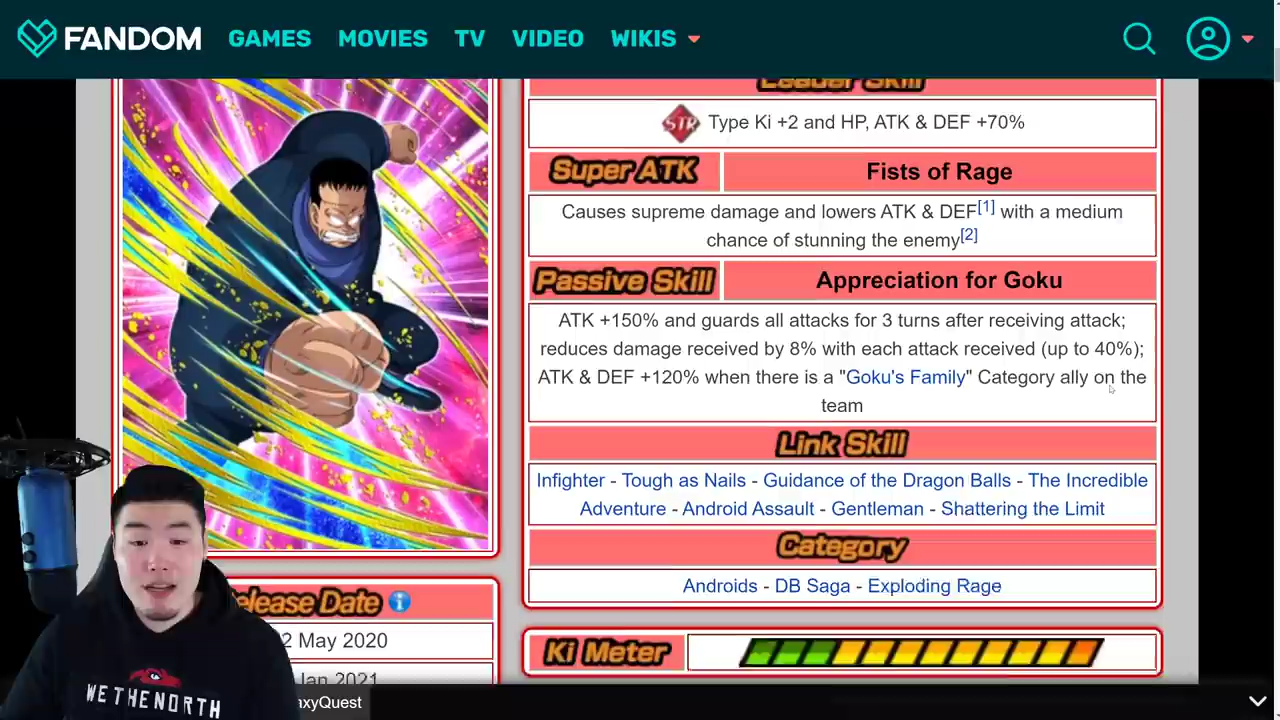 FANDOM GAMES MOVIES TV VIDEO WIKIS
Leader Skill
STR Type Ki +2 and HP, ATK & DEF +70%
Super ATK Fists of Rage
Causes supreme damage and lowers ATK & DEF[1] with a medium
chance of stunning the enemy[2]
Passive Skill Appreciation for Goku
ATK +150% and guards all attacks for 3 turns after receiving attack;
reduces damage received by 8% with each attack received (up to 40%);
ATK & DEF +120% when there is a "Goku's Family" Category ally on the
team
Link Skill
Infighter - Tough as Nails - Guidance of the Dragon Balls - The Incredible
Adventure - Android Assault - Gentleman - Shattering the Limit
Category
Androids - DB Saga - Exploding Rage
elease Date
2 May 2020
Jan 2021
Ki Meter
WE THE NORTH
axyQuest